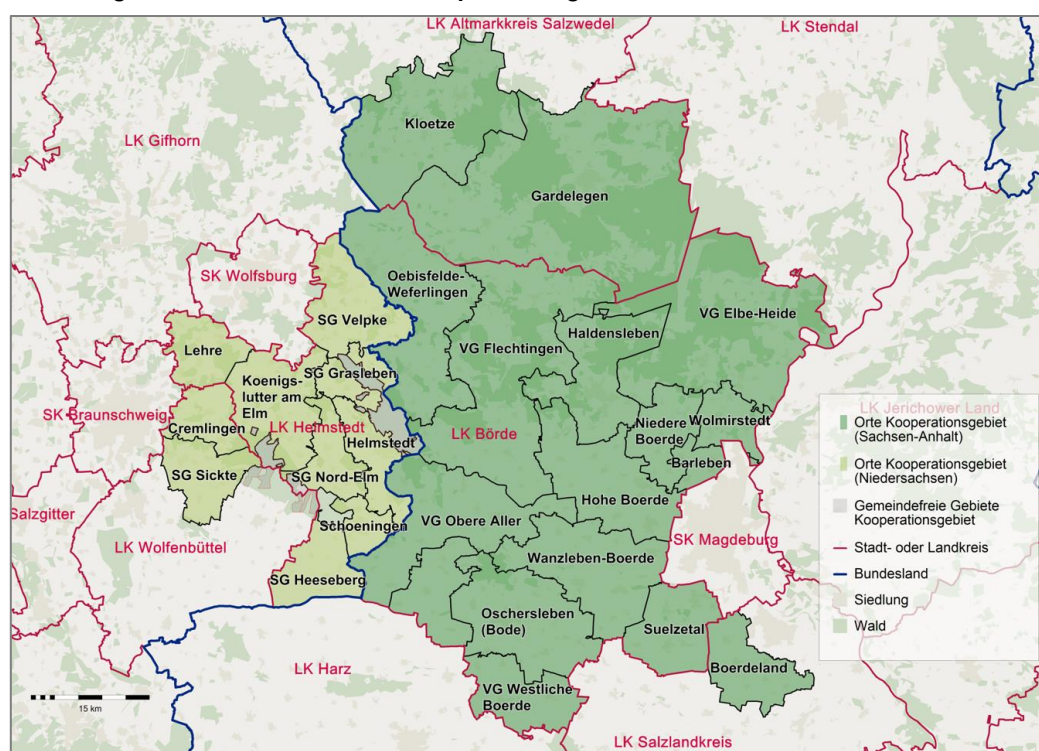 LK Altmarkkreis Salzwedel
LK Stendal
LK Gifhorn
Kloetze
Gardelegen
SK Wolfsburg
Oebisfelde-
Weferlingen
SG Velpke
VG Elbe-Heide
Haldensleben
VG Flechtingen
Lehre
SG Grasleben
Koenigs-
lutter am
Elm
SK Braunschweig
LK Helmstedt
Cremlingen
Helmstedt
LK Börde
Niedere
Boerde
Wolmirstedt
Barleben
SG Sickte
SG Nord-Elm
Hohe Boerde
Salzgitter
Schoeningen
VG Obere Aller
SK Magdeburg
LK Wolfenbüttel
Wanzleben-Boerde
SG Heeseberg
Oschersleben
(Bode)
Suelzetal
Boerdeland
LK Harz
VG Westliche
Boerde
LK Salzlandkreis
15 km
LK Jerichower Land
Orte Kooperationsgebiet
(Sachsen-Anhalt)
Orte Kooperationsgebiet
(Niedersachsen)
Gemeindefreie Gebiete
Kooperationsgebiet
Stadt- oder Landkreis
Bundesland
Siedlung
Wald